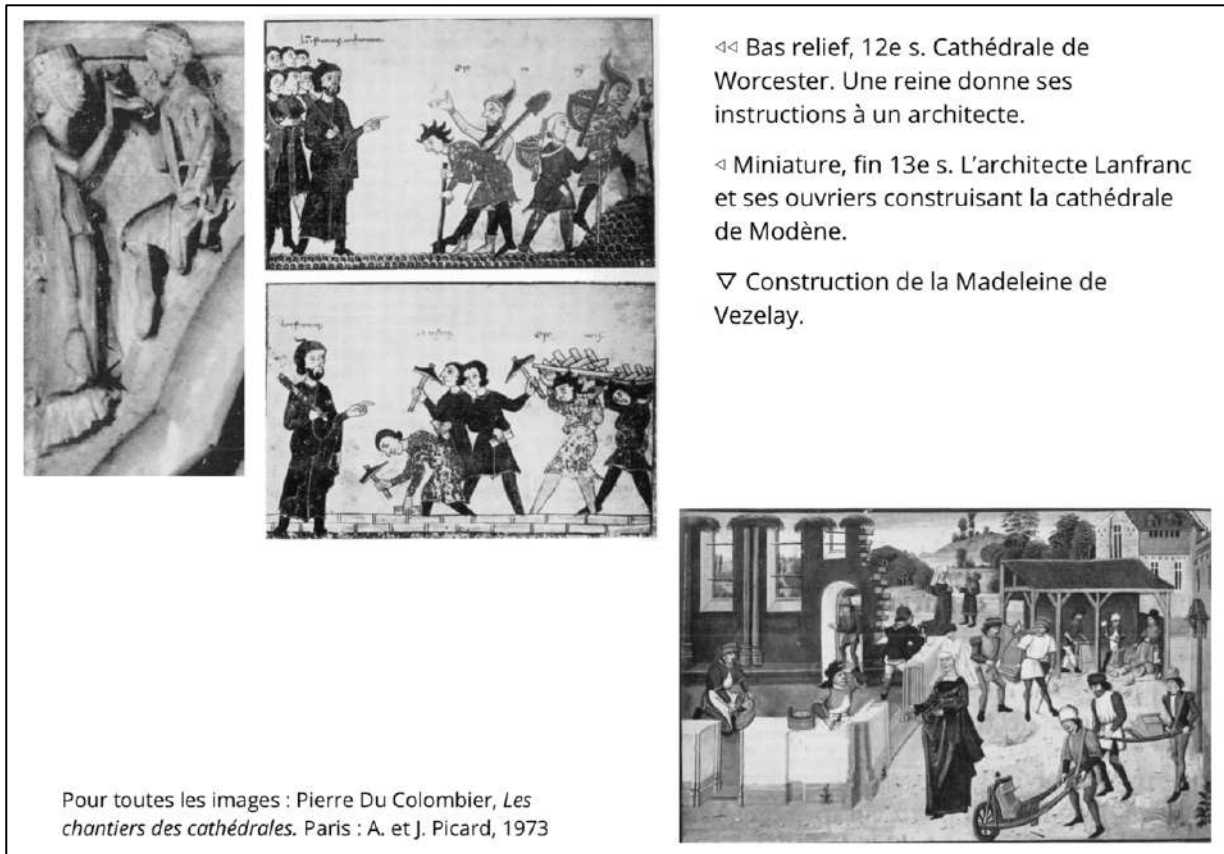 ◃◃ Bas relief, 12e s. Cathédrale de
Worcester. Une reine donne ses
instructions à un architecte.
◃ Miniature, fin 13e s. L’architecte Lanfranc
et ses ouvriers construisant la cathédrale
de Modène.
▽ Construction de la Madeleine de
Vezelay.
Pour toutes les images : Pierre Du Colombier, Les
chantiers des cathédrales. Paris : A. et J. Picard, 1973